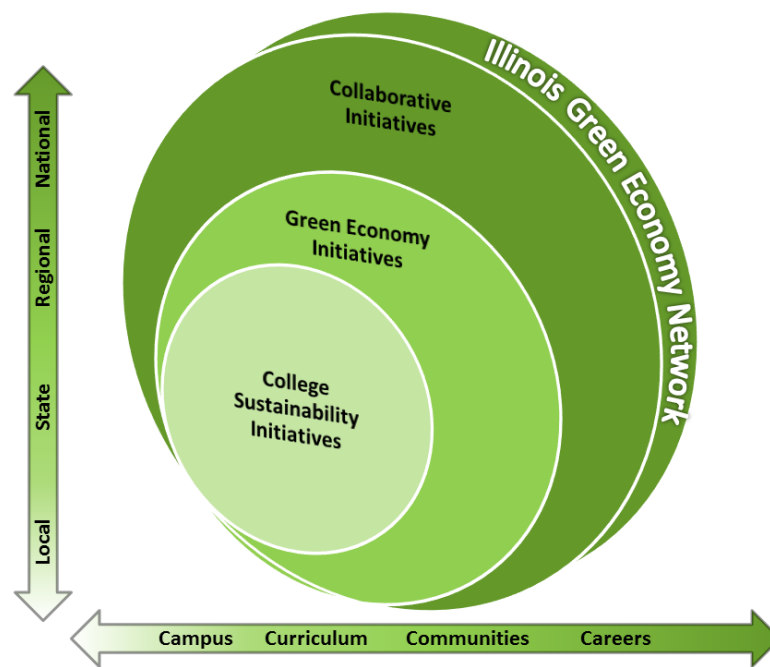 Illinois Green Economy Network
Collaborative
Initiatives
Green Economy
Initiatives
College
Sustainability
Initiatives
National
Regional
State
Local
Campus Curriculum Communities Careers